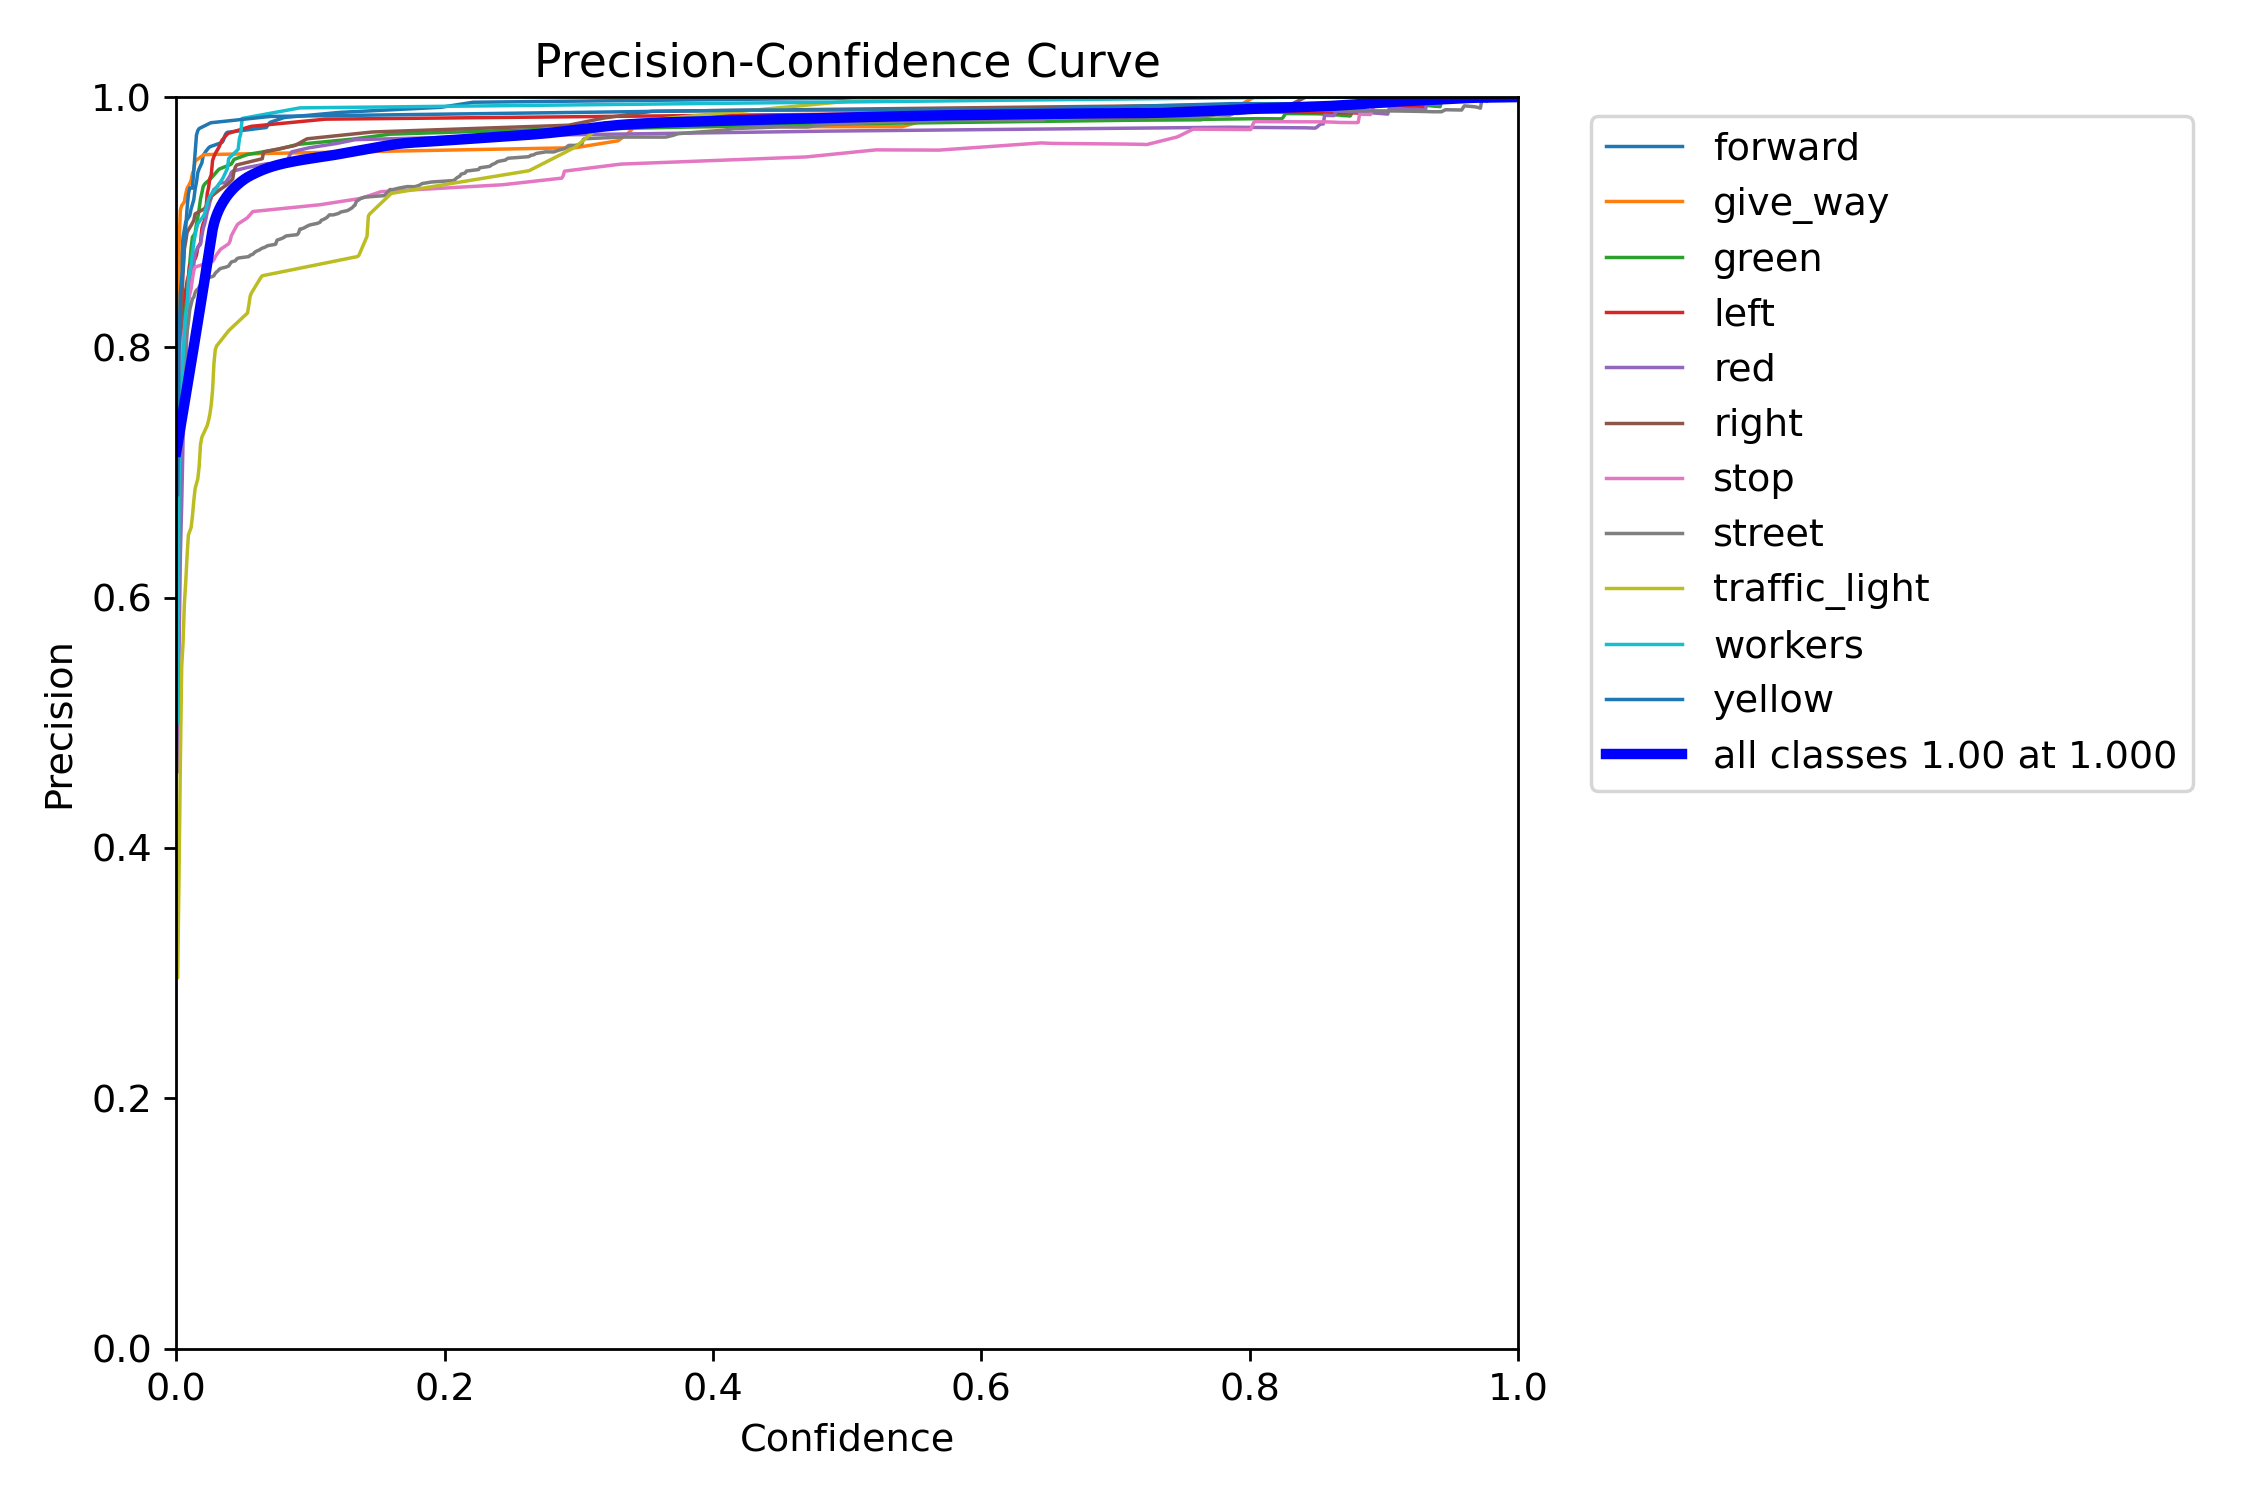 Precision-Confidence Curve
1.0
0.8
0.6
0.4
0.2
0.0
Precision
0.0 0.2 0.4 0.6 0.8 1.0
Confidence
forward
give_way
green
left
red
right
stop
street
traffic_light
workers
yellow
all classes 1.00 at 1.000